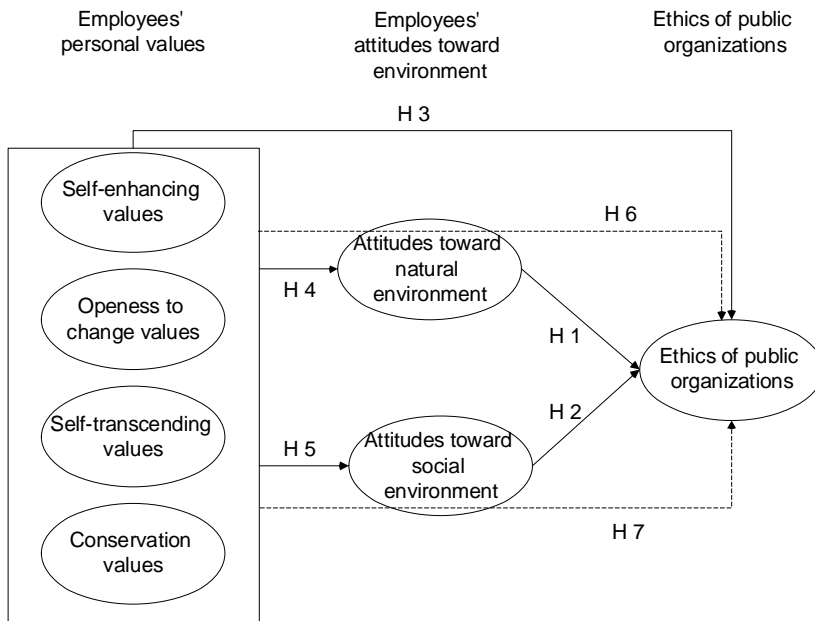 Employees'
personal values
Employees'
attitudes toward
environment
Ethics of public
organizations
H 3
Self-enhancing
values
H 6
Attitudes toward
natural
environment
H 4
Openess to
change values
H 1
Ethics of public
organizations
H 2
Self-transcending
values
Attitudes toward
social
environment
H 5
H 7
Conservation
values